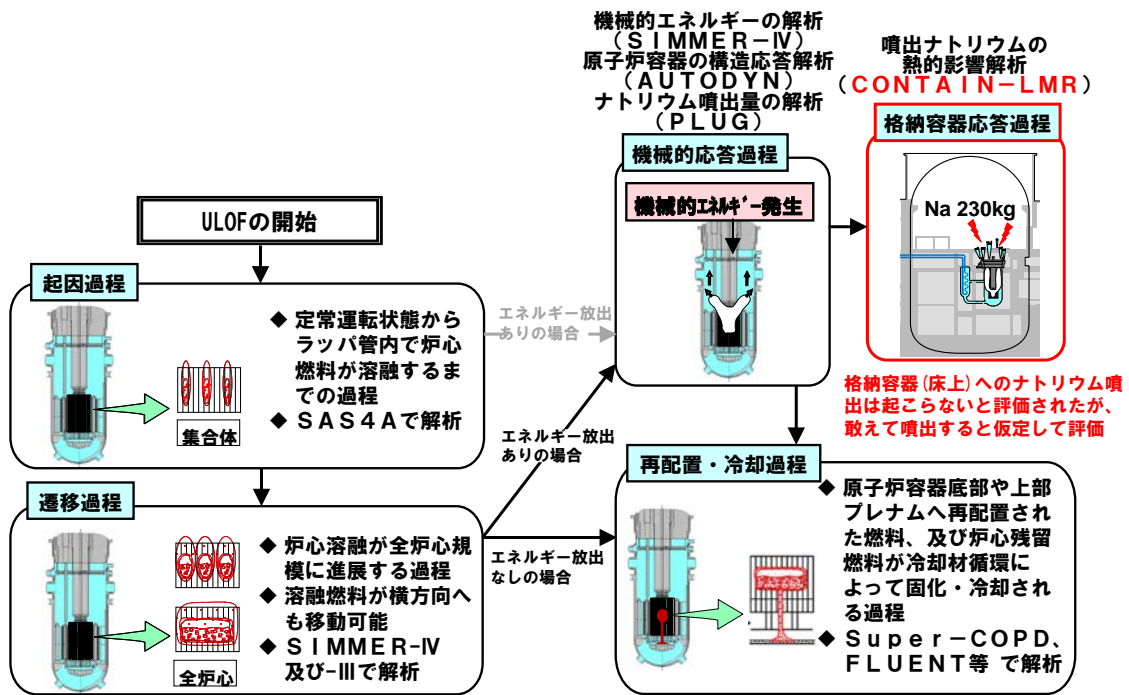 機械的エネルギーの解析
（ＳＩＭＭＥＲ－Ⅳ）
原子炉容器の構造応答解析
（ＡＵＴＯＤＹＮ）
ナトリウム噴出量の解析
（ＰＬＵＧ）
噴出ナトリウムの
熱的影響解析
（ＣＯＮＴＡＩＮ－ＬＭＲ）
機械的応答過程
機械的ｴﾈﾙｷﾞｰ発生
格納容器応答過程
Na 230kg
格納容器(床上)へのナトリウム噴
出は起こらないと評価されたが、
敢えて噴出すると仮定して評価
ULOFの開始
起因過程
◆ 定常運転状態から
ラッパ管内で炉心
燃料が溶融するま
での過程
◆ ＳＡＳ４Ａで解析
集合体
エネルギー放出
ありの場合
エネルギー放出
ありの場合
エネルギー放出
なしの場合
遷移過程
◆ 炉心溶融が全炉心規
模に進展する過程
◆ 溶融燃料が横方向へ
も移動可能
◆ ＳＩＭＭＥＲ-Ⅳ
及び-Ⅲで解析
全炉心
再配置・冷却過程
◆ 原子炉容器底部や上部
プレナムへ再配置され
た燃料、及び炉心残留
燃料が冷却材循環に
よって固化・冷却され
る過程
◆ Ｓｕｐｅｒ－ＣＯＰＤ、
ＦＬＵＥＮＴ等 で解析